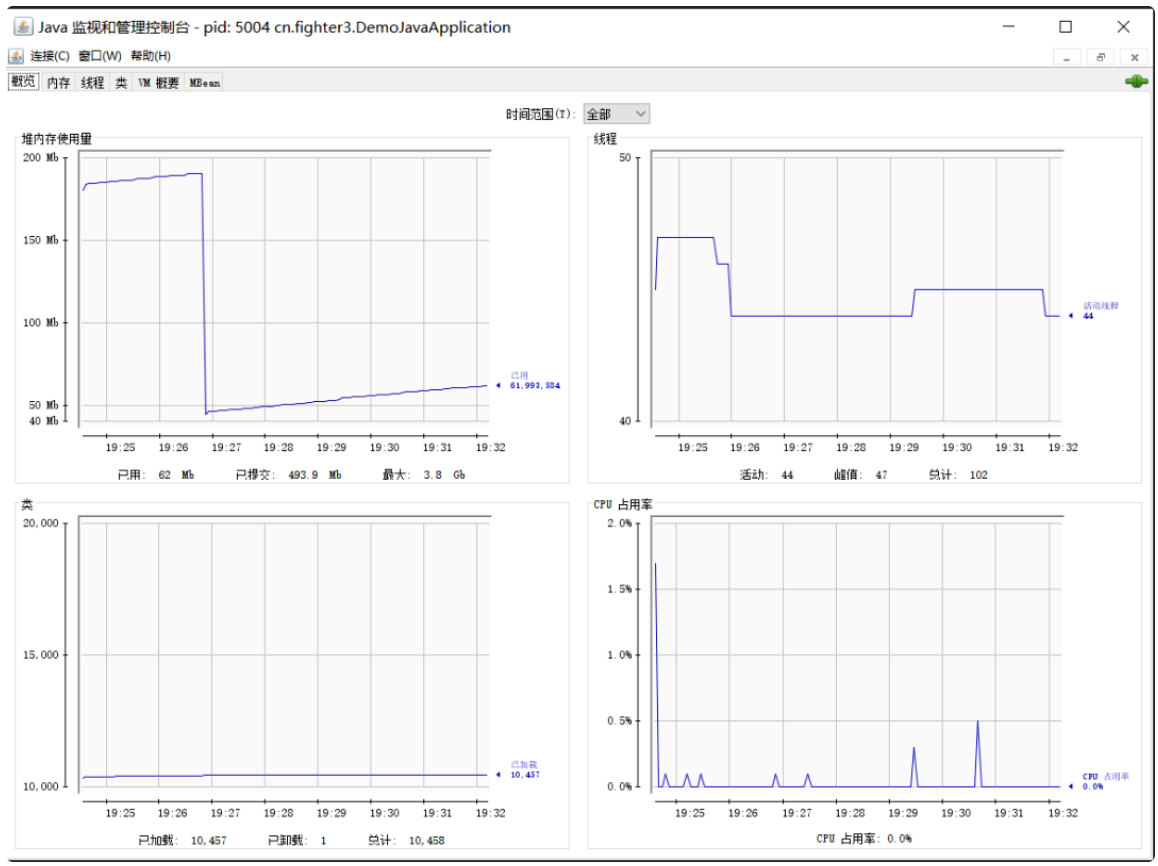 Java 监视和管理控制台 - pid: 5004 cn.fighter3.DemoJavaApplication
连接(C) 窗口(W) 帮助(H)
概览 内存 线程 类 VM 概要 MBean
时间范围(T): 全部
堆内存使用量
200 Mb
150 Mb
100 Mb
50 Mb
40 Mb
已用
61,993,584
19:25 19:26 19:27 19:28 19:29 19:30 19:31 19:32
已用: 62 Mb 已提交: 493.9 Mb 最大: 3.8 Gb
线程
50
40
活动线程
44
19:25 19:26 19:27 19:28 19:29 19:30 19:31 19:32
活动: 44 峰值: 47 总计: 102
类
20,000
15,000
10,000
已加载
10,457
19:25 19:26 19:27 19:28 19:29 19:30 19:31 19:32
已加载: 10,457 已卸载: 1 总计: 10,458
CPU 占用率
2.0%
1.5%
1.0%
0.5%
0.0%
CPU 占用率
0.0%
19:25 19:26 19:27 19:28 19:29 19:30 19:31 19:32
CPU 占用率: 0.0%